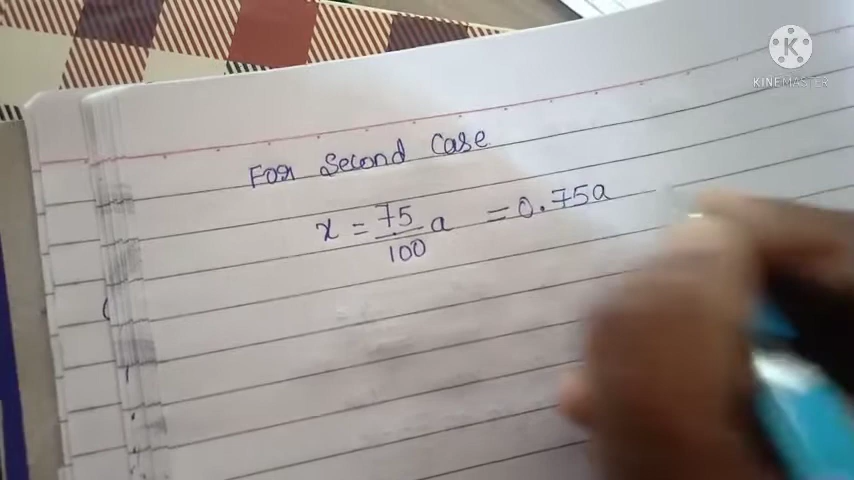 For Second Case
x = 75/100 a = 0.75a
K
KINEMASTER